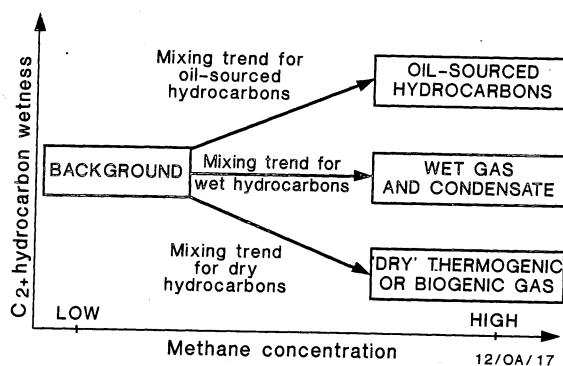 Mixing trend for
oil-sourced
hydrocarbons
OIL-SOURCED
HYDROCARBONS
C2+ hydrocarbon wetness
BACKGROUND
Mixing trend for
wet hydrocarbons
WET GAS
AND CONDENSATE
Mixing trend
for dry
hydrocarbons
'DRY' THERMOGENIC
OR BIOGENIC GAS
LOW
HIGH
Methane concentration
12/OA/17